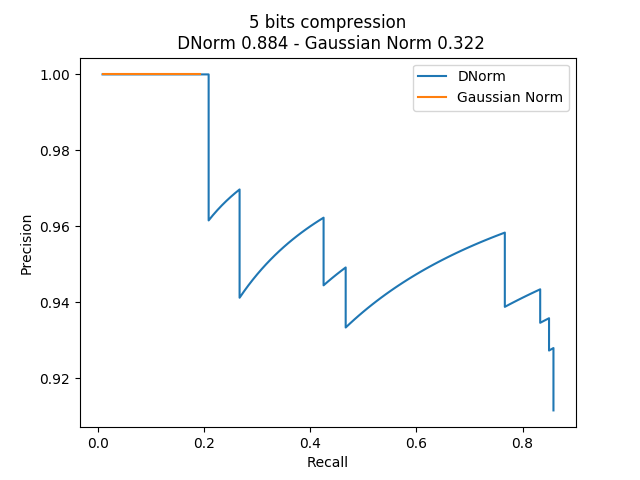 5 bits compression
DNorm 0.884 - Gaussian Norm 0.322
DNorm
Gaussian Norm
1.00
0.98
0.96
0.94
0.92
Precision
0.0
0.2
0.4
0.6
0.8
Recall